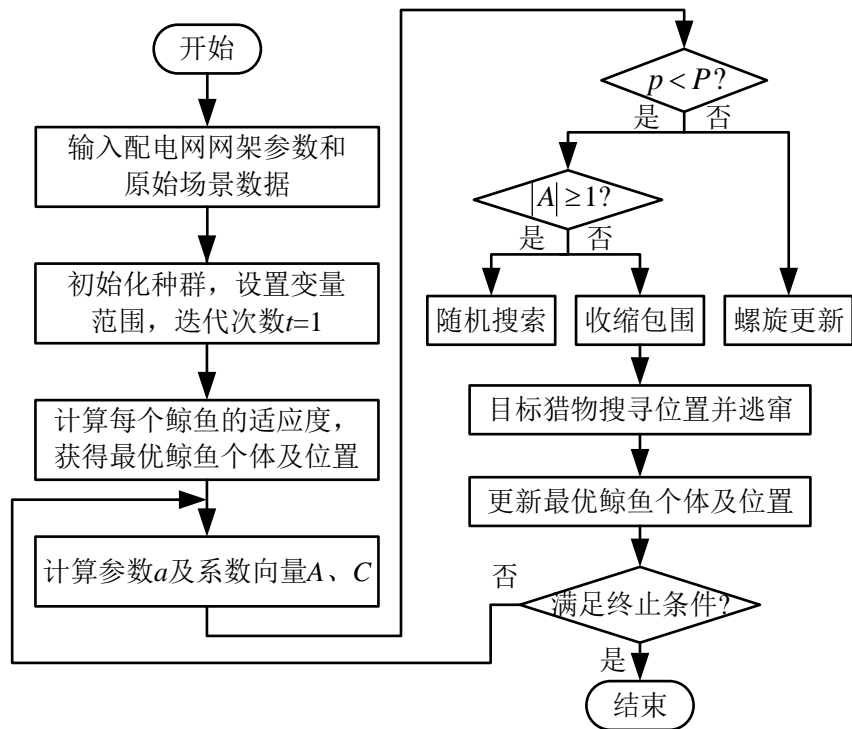 开始
输入配电网网架参数和
原始场景数据
初始化种群，设置变量
范围，迭代次数t=1
计算每个鲸鱼的适应度，
获得最优鲸鱼个体及位置
计算参数a及系数向量A、C
p < P?
是
否
|A| ≥1?
是
否
随机搜索
收缩包围
螺旋更新
目标猎物搜寻位置并逃窜
更新最优鲸鱼个体及位置
否
满足终止条件?
是
结束